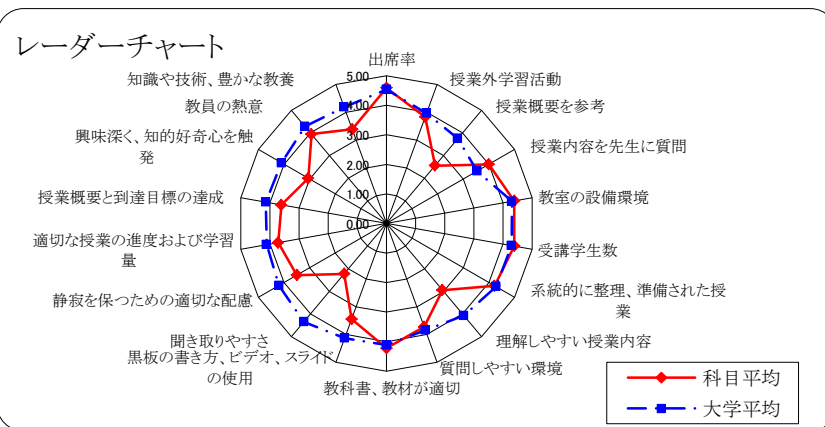 レーダーチャート
出席率
授業外学習活動
授業概要を参考
授業内容を先生に質問
教室の設備環境
受講学生数
系統的に整理、準備された授
業
理解しやすい授業内容
質問しやすい環境
教科書、教材が適切
黒板の書き方、ビデオ、スライド
の使用
聞き取りやすさ
静寂を保つための適切な配慮
適切な授業の進度および学習
量
授業概要と到達目標の達成
興味深く、知的好奇心を触
発
教員の熱意
知識や技術、豊かな教養
5.00
4.00
3.00
2.00
1.00
0.00
科目平均
大学平均